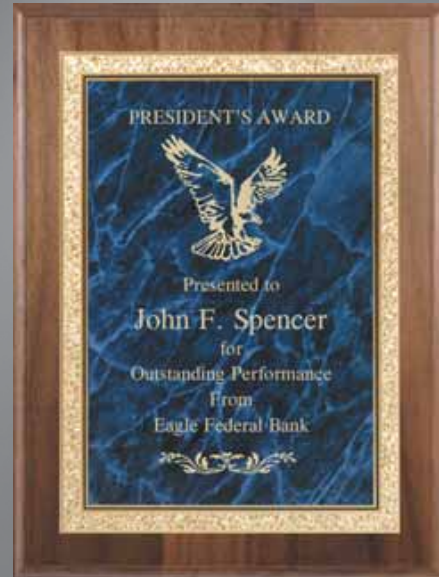 PRESIDENT'S AWARD
Presented to
John F. Spencer
for
Outstanding Performance
From
Eagle Federal Bank